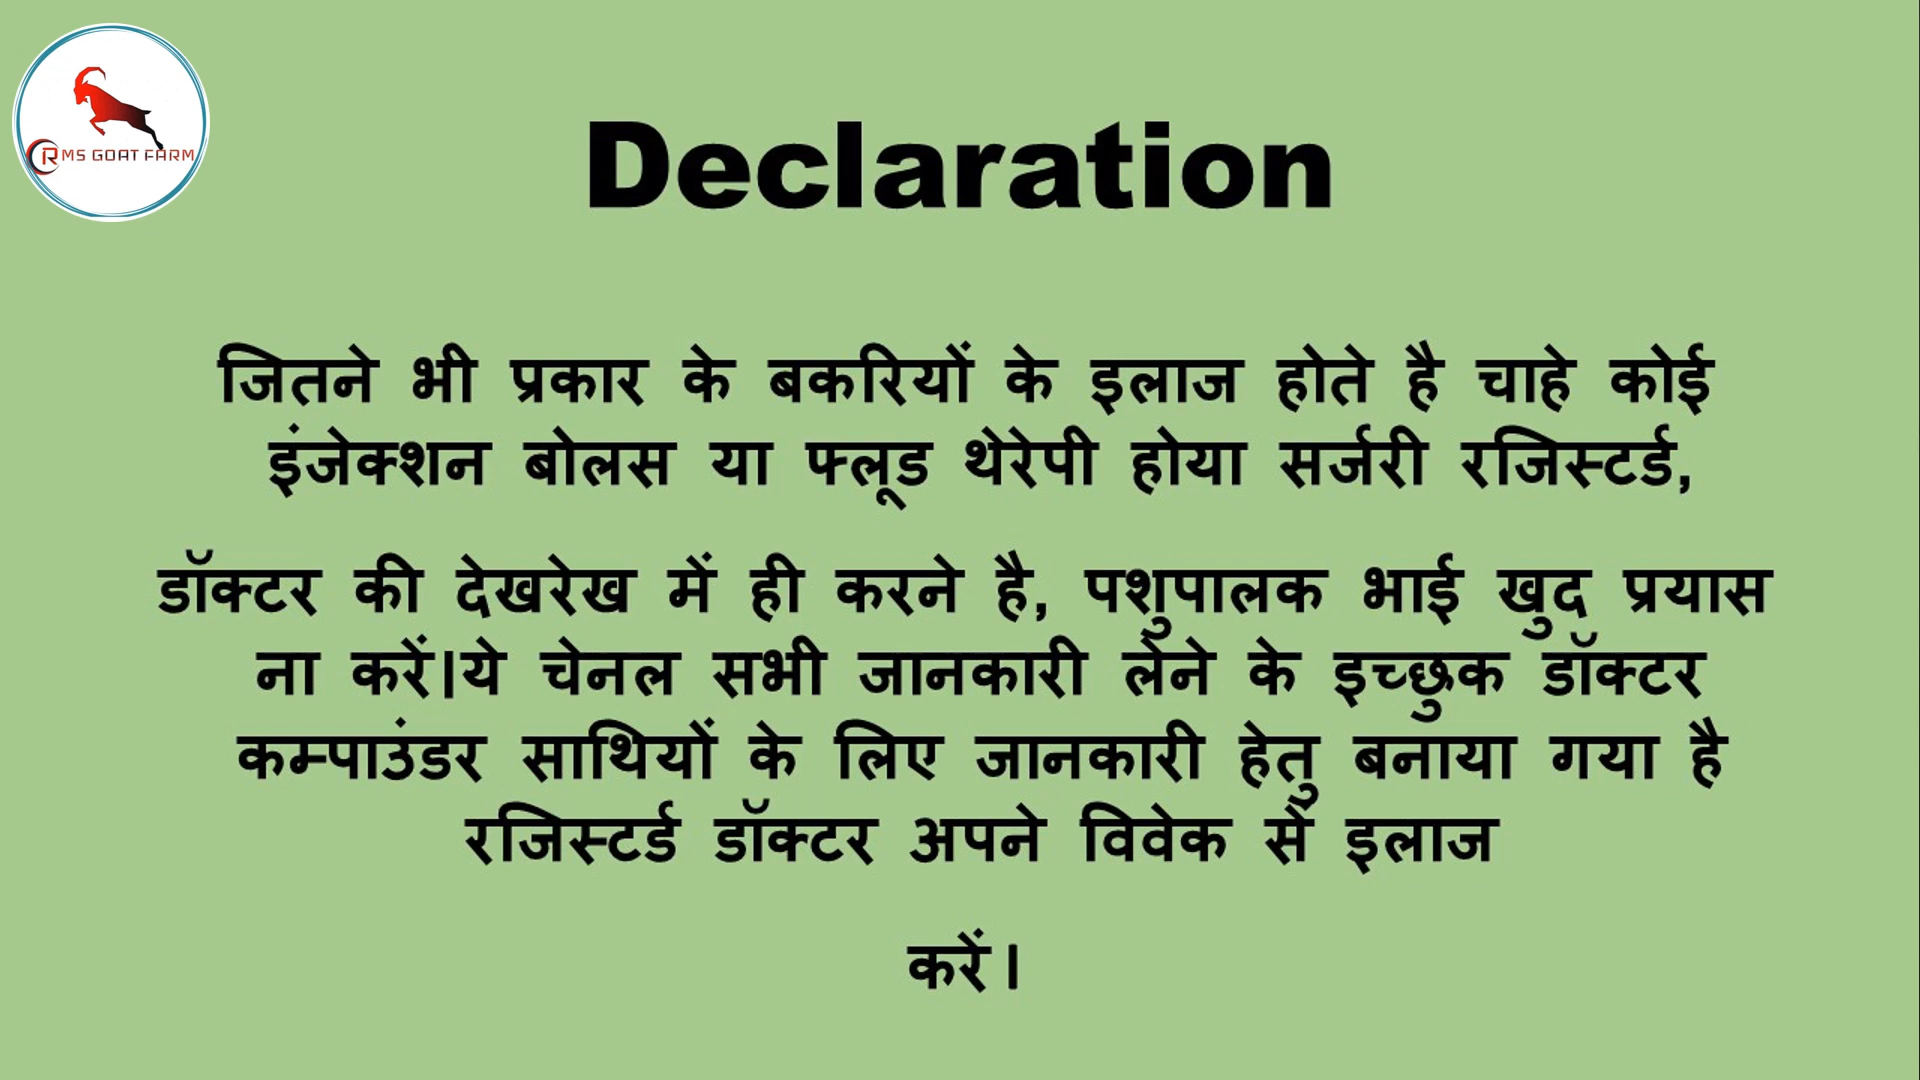 RMS GOAT FARM
Declaration
जितने भी प्रकार के बकरियों के इलाज होते है चाहे कोई
इंजेक्शन बोलस या फ्लूड थेरेपी होया सर्जरी रजिस्टर्ड,
डॉक्टर की देखरेख में ही करने है, पशुपालक भाई खुद प्रयास
ना करें।ये चेनल सभी जानकारी लेने के इच्छुक डॉक्टर
कम्पाउंडर साथियों के लिए जानकारी हेतु बनाया गया है
रजिस्टर्ड डॉक्टर अपने विवेक से इलाज
करें।